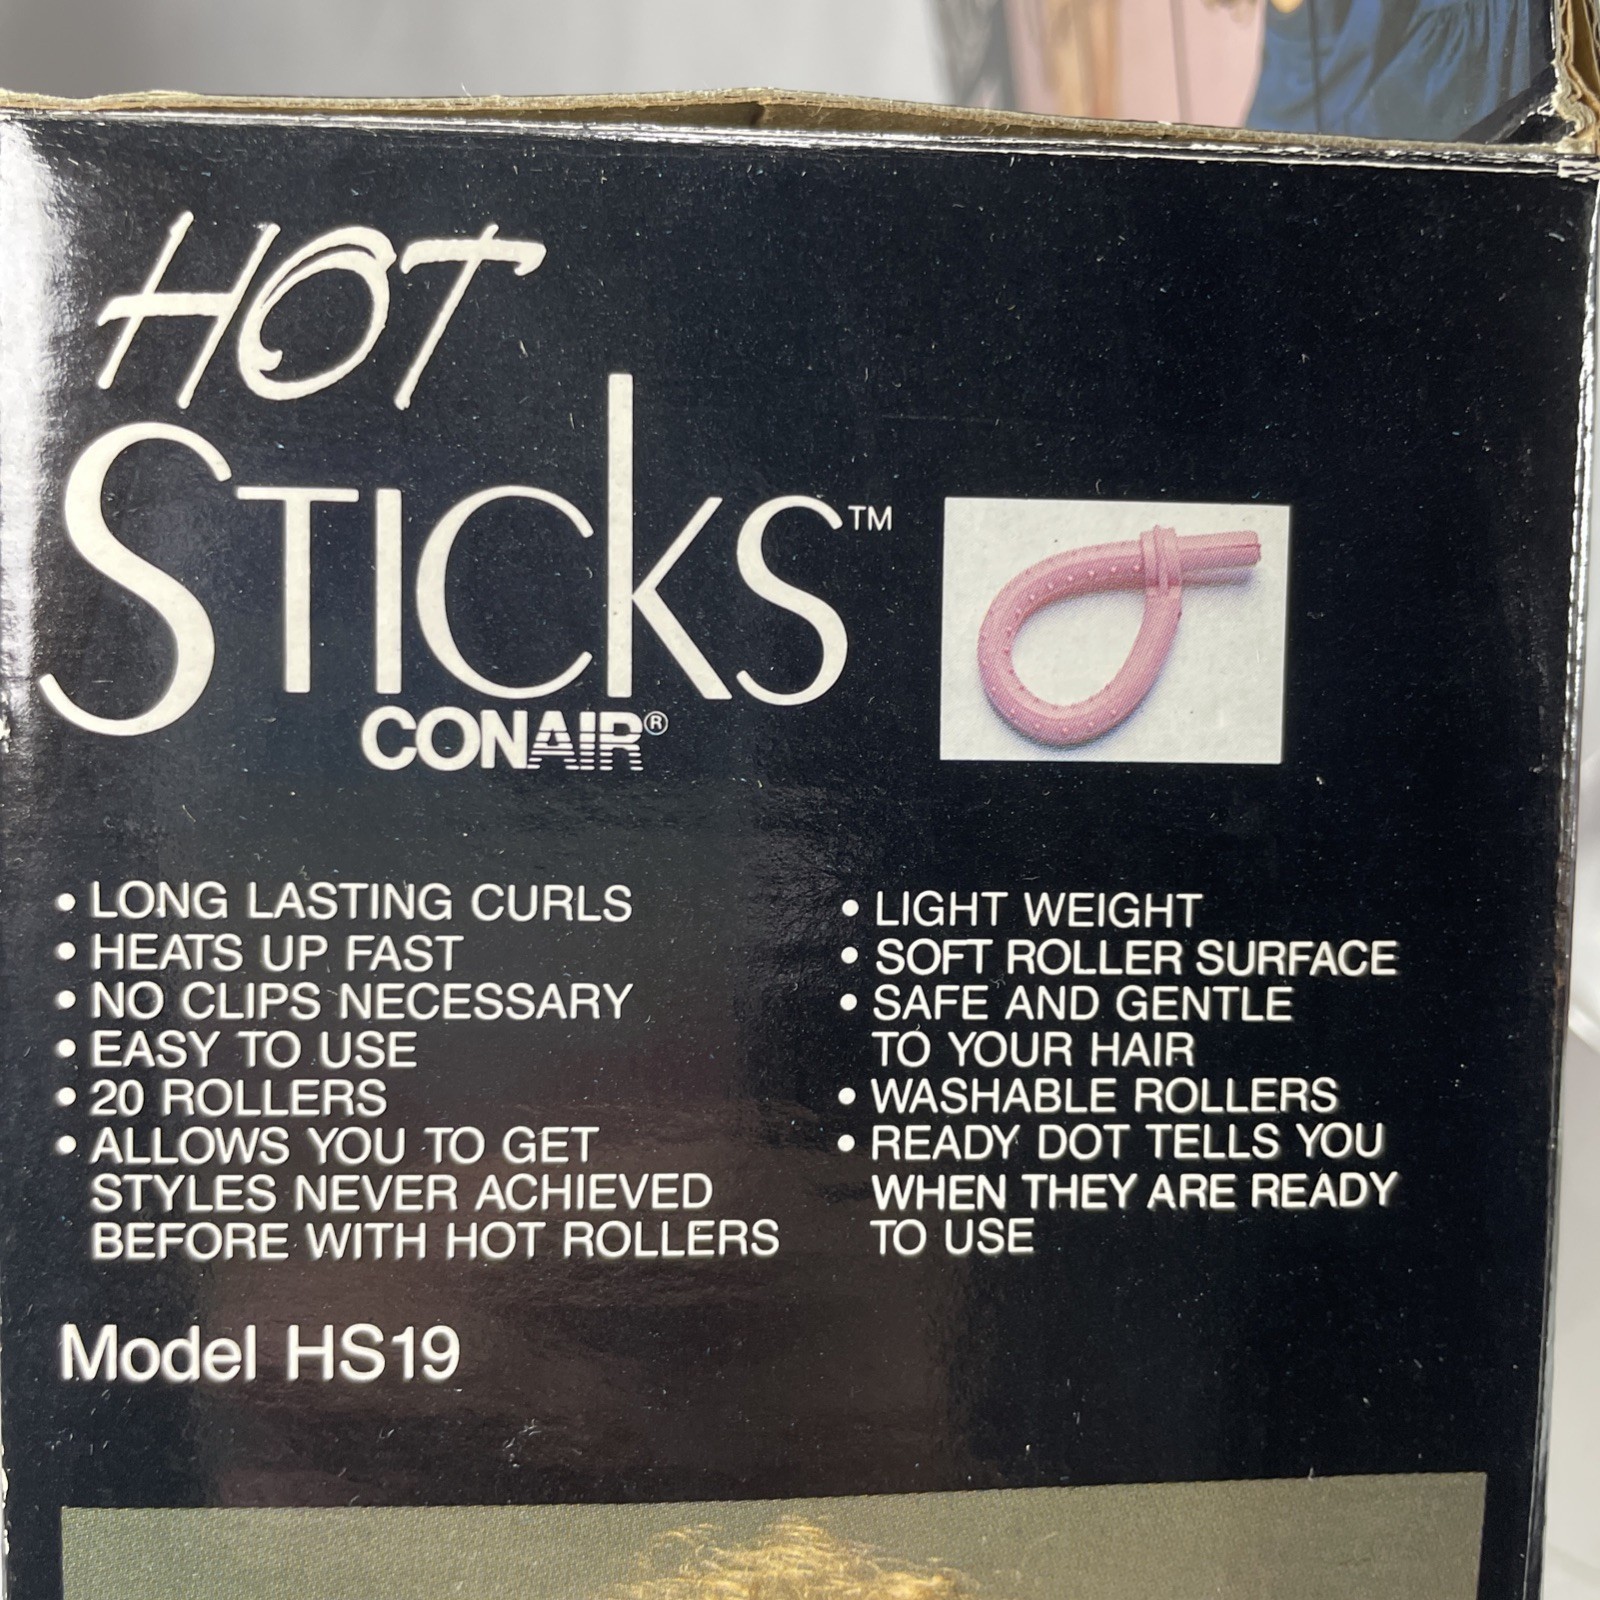 HOT
STICKS™
CONAIR®
• LONG LASTING CURLS
• HEATS UP FAST
• NO CLIPS NECESSARY
• EASY TO USE
• 20 ROLLERS
• ALLOWS YOU TO GET
STYLES NEVER ACHIEVED
BEFORE WITH HOT ROLLERS
• LIGHT WEIGHT
• SOFT ROLLER SURFACE
• SAFE AND GENTLE
TO YOUR HAIR
• WASHABLE ROLLERS
• READY DOT TELLS YOU
WHEN THEY ARE READY
TO USE
Model HS19